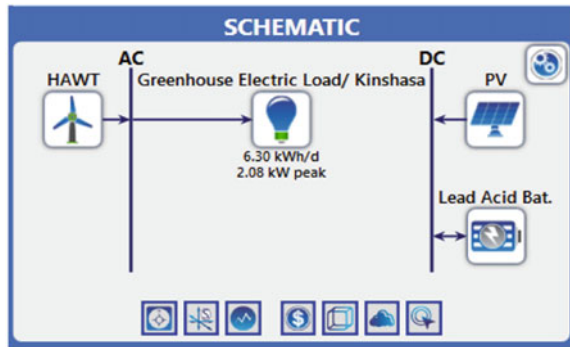 SCHEMATIC
AC
DC
HAWT
Greenhouse Electric Load/ Kinshasa
PV
6.30 kWh/d
2.08 kW peak
Lead Acid Bat.